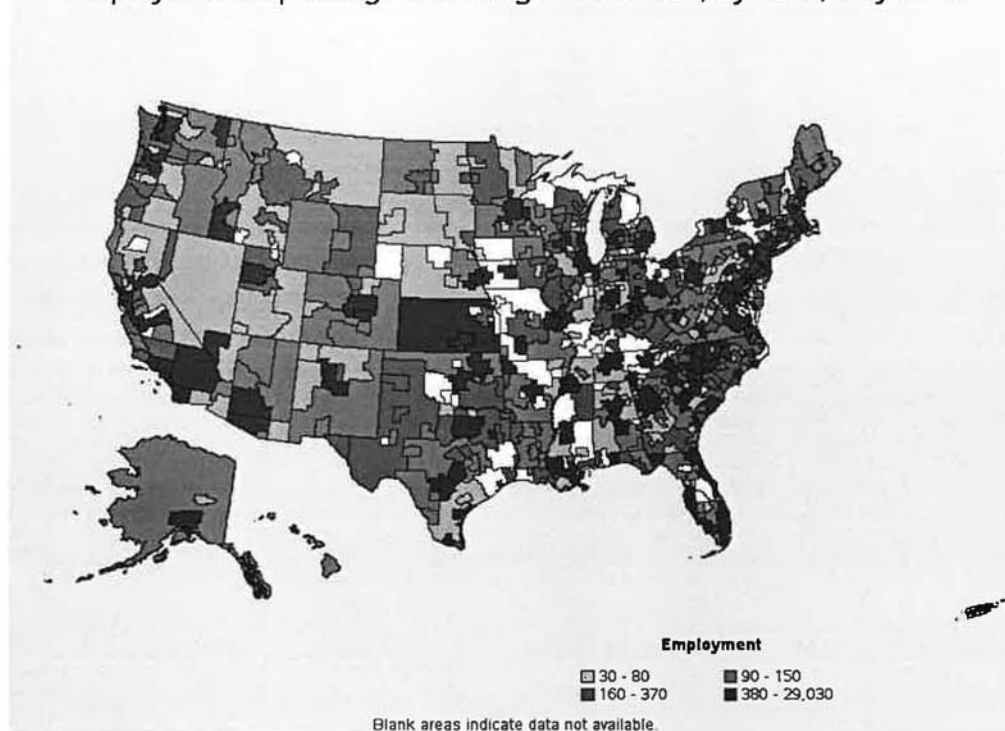 Employment
30 - 80
90 - 150
160 - 370
380 - 29,030
Blank areas indicate data not available.